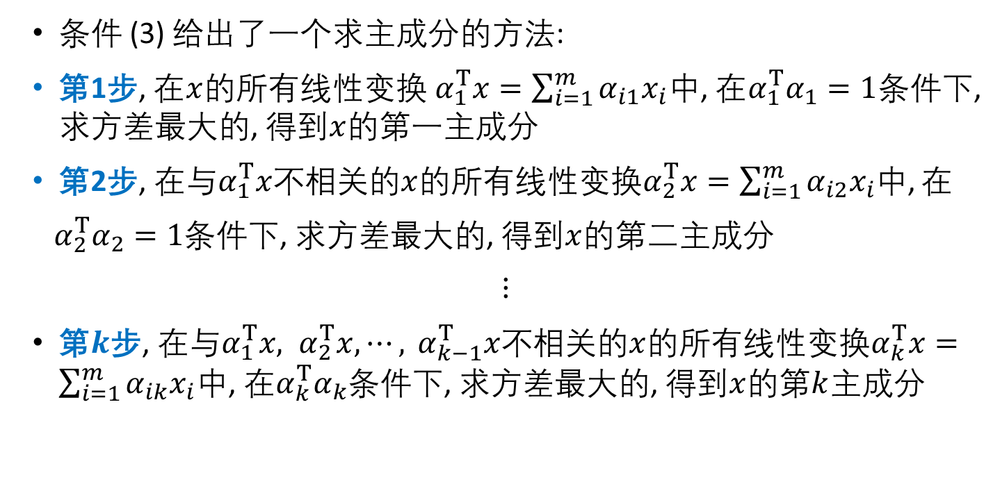 • 条件 (3) 给出了一个求主成分的方法:
• 第1步, 在$x$的所有线性变换 $\alpha_1^{\mathrm{T}} x = \sum_{i=1}^{m} \alpha_{i1} x_i$中, 在$\alpha_1^{\mathrm{T}} \alpha_1 = 1$条件下,
求方差最大的, 得到$x$的第一主成分
• 第2步, 在与$\alpha_1^{\mathrm{T}} x$不相关的$x$的所有线性变换$\alpha_2^{\mathrm{T}} x = \sum_{i=1}^{m} \alpha_{i2} x_i$中, 在
$\alpha_2^{\mathrm{T}} \alpha_2 = 1$条件下, 求方差最大的, 得到$x$的第二主成分
⋮
• 第$k$步, 在与$\alpha_1^{\mathrm{T}} x, \ \alpha_2^{\mathrm{T}} x, \cdots, \ \alpha_{k-1}^{\mathrm{T}} x$不相关的$x$的所有线性变换$\alpha_k^{\mathrm{T}} x =$
$\sum_{i=1}^{m} \alpha_{ik} x_i$中, 在$\alpha_k^{\mathrm{T}} \alpha_k$条件下, 求方差最大的, 得到$x$的第$k$主成分